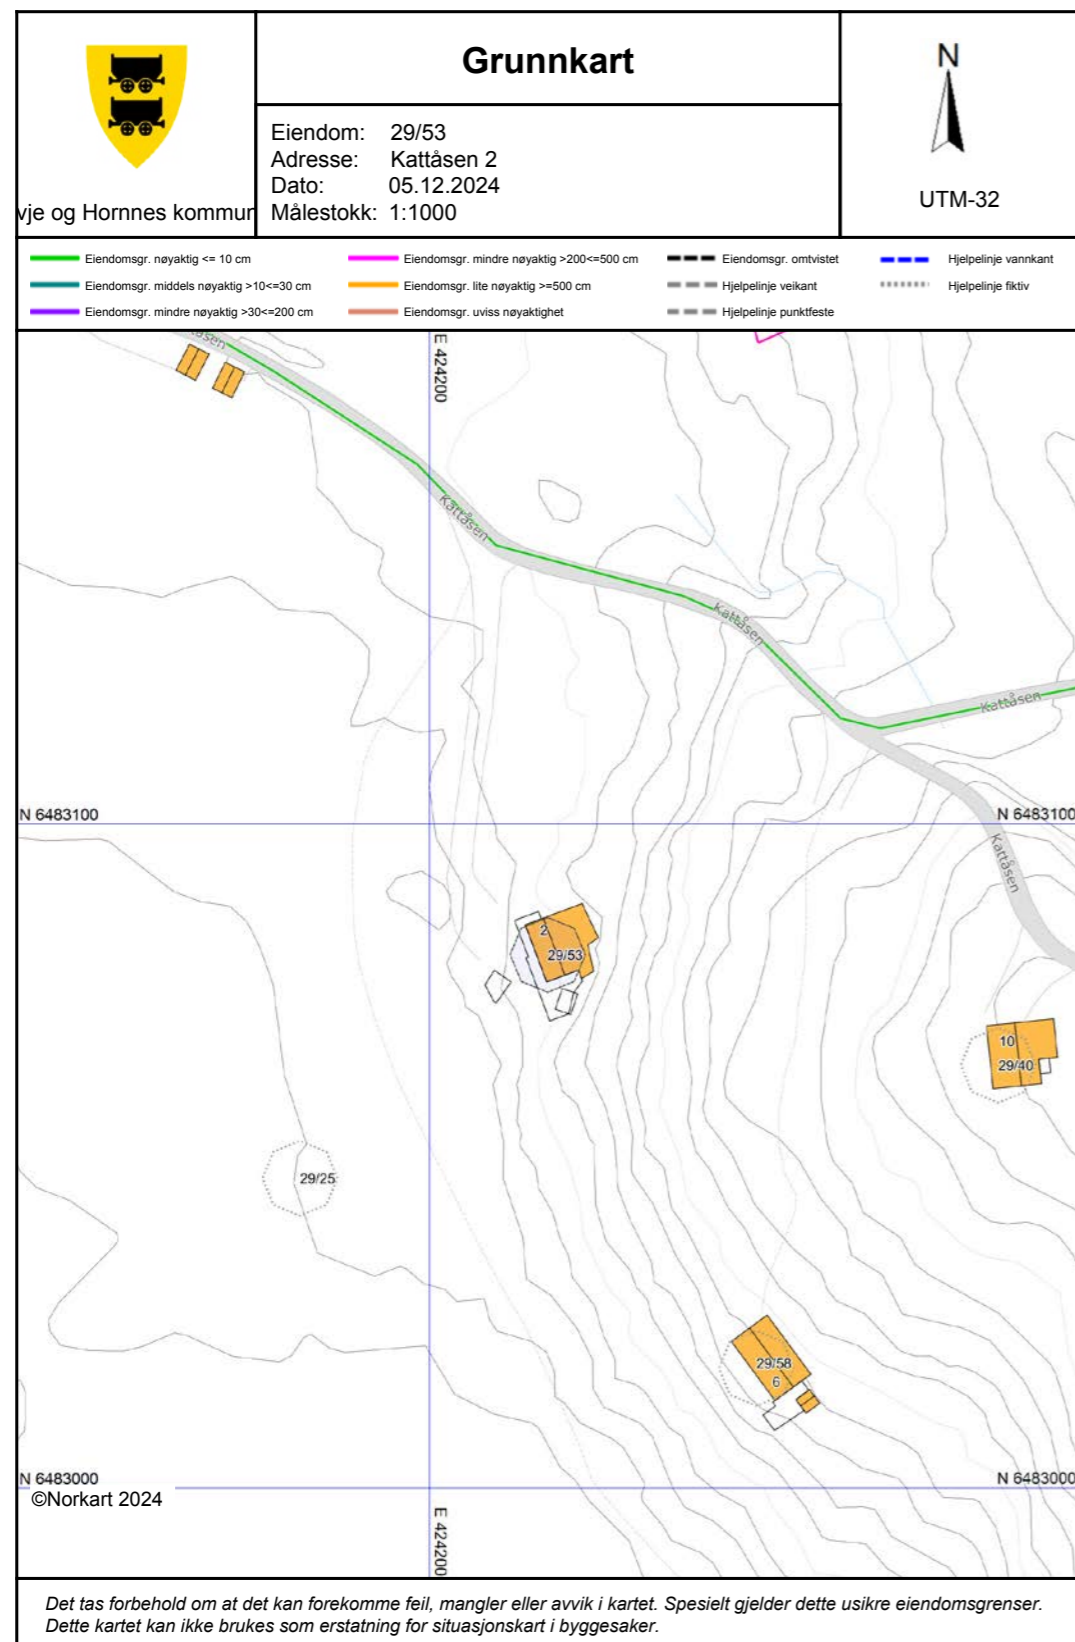 Grunnkart
Eiendom: 29/53
Adresse: Kattåsen 2
Dato: 05.12.2024
Målestokk: 1:1000
vje og Hornnes kommur
N
UTM-32
Eiendomsgr. nøyaktig <= 10 cm
Eiendomsgr. middels nøyaktig >10<=30 cm
Eiendomsgr. mindre nøyaktig >30<=200 cm
Eiendomsgr. mindre nøyaktig >200<=500 cm
Eiendomsgr. lite nøyaktig >=500 cm
Eiendomsgr. uviss nøyaktighet
Eiendomsgr. omtvistet
Hjelpelinje veikant
Hjelpelinje punktfeste
Hjelpelinje vannkant
Hjelpelinje fiktiv
tåsen
E 424200
Kattåsen
Kattåsen
Kattåsen
N 6483100
N 6483100
Kattåsen
2
29/53
10
29/40
29/25
29/58
6
N 6483000
N 6483000
©Norkart 2024
E 424200
Det tas forbehold om at det kan forekomme feil, mangler eller avvik i kartet. Spesielt gjelder dette usikre eiendomsgrenser.
Dette kartet kan ikke brukes som erstatning for situasjonskart i byggesaker.